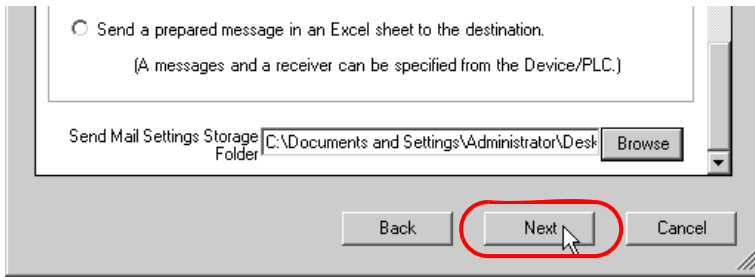 Send a prepared message in an Excel sheet to the destination.
(A messages and a receiver can be specified from the Device/PLC.)
Send Mail Settings Storage
Folder
C:\Documents and Settings\Administrator\Desk
Browse
Back
Next
Cancel